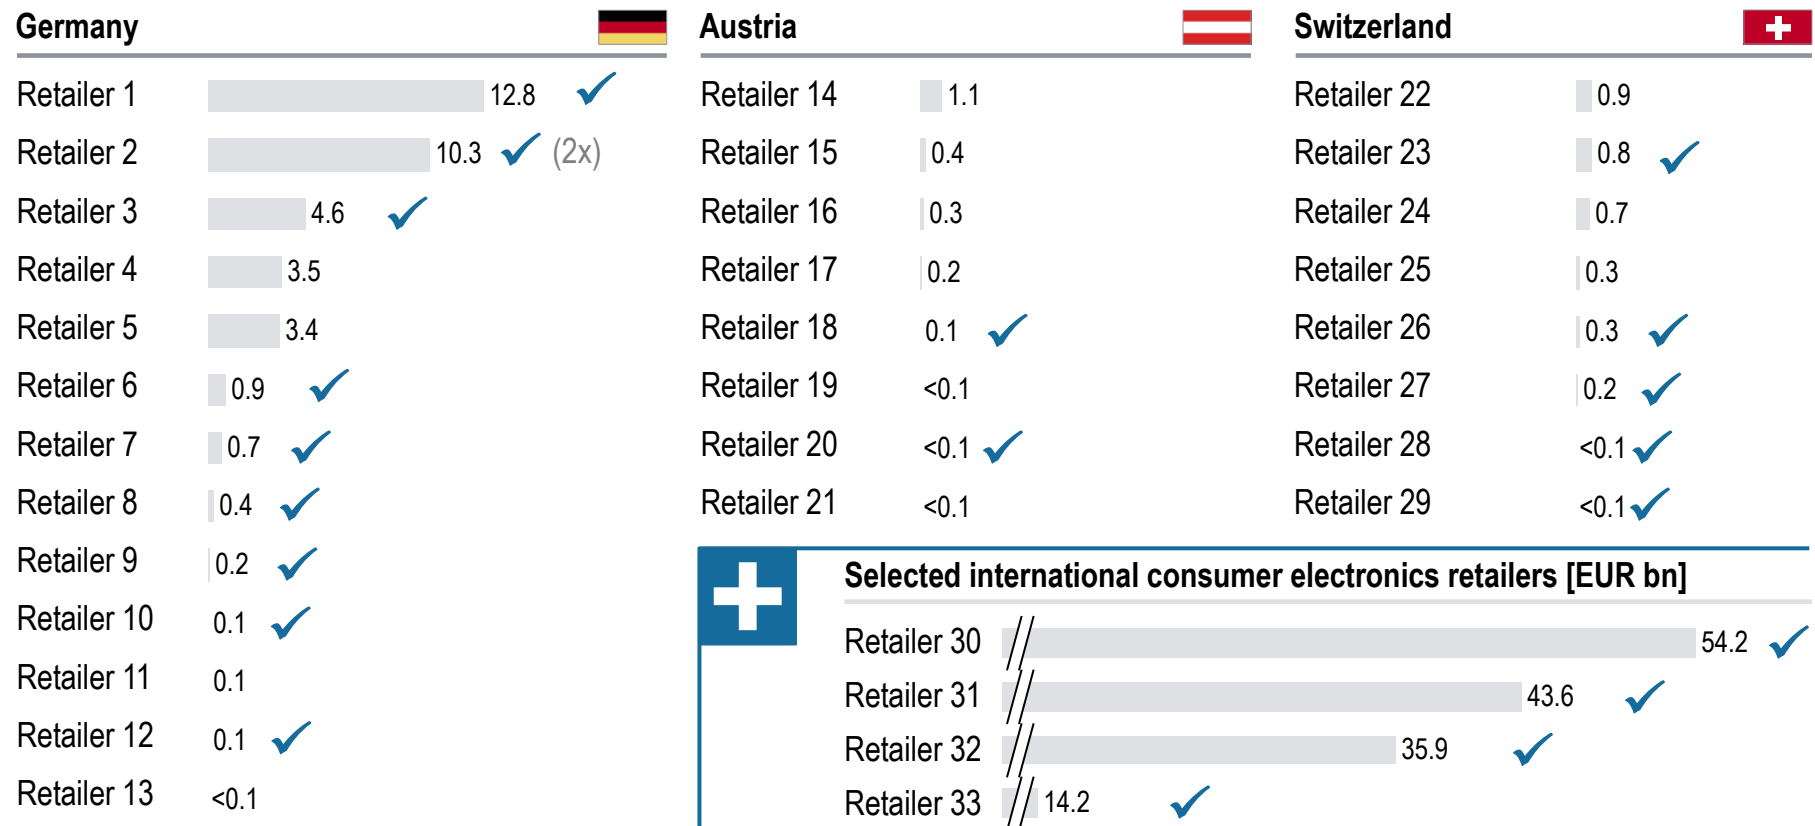 Germany
Retailer 1 12.8
Retailer 2 10.3 (2x)
Retailer 3 4.6
Retailer 4 3.5
Retailer 5 3.4
Retailer 6 0.9
Retailer 7 0.7
Retailer 8 0.4
Retailer 9 0.2
Retailer 10 0.1
Retailer 11 0.1
Retailer 12 0.1
Retailer 13 <0.1
Austria
Retailer 14 1.1
Retailer 15 0.4
Retailer 16 0.3
Retailer 17 0.2
Retailer 18 0.1
Retailer 19 <0.1
Retailer 20 <0.1
Retailer 21 <0.1
Switzerland
Retailer 22 0.9
Retailer 23 0.8
Retailer 24 0.7
Retailer 25 0.3
Retailer 26 0.3
Retailer 27 0.2
Retailer 28 <0.1
Retailer 29 <0.1
Selected international consumer electronics retailers [EUR bn]
Retailer 30 54.2
Retailer 31 43.6
Retailer 32 35.9
Retailer 33 14.2